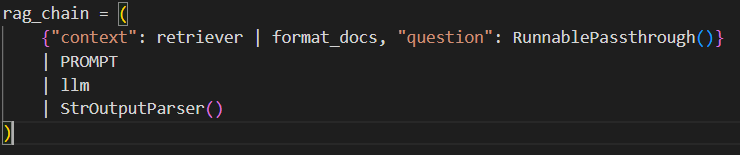 rag_chain = (
    {"context": retriever | format_docs, "question": RunnablePassthrough()}
    | PROMPT
    | llm
    | StrOutputParser()
)